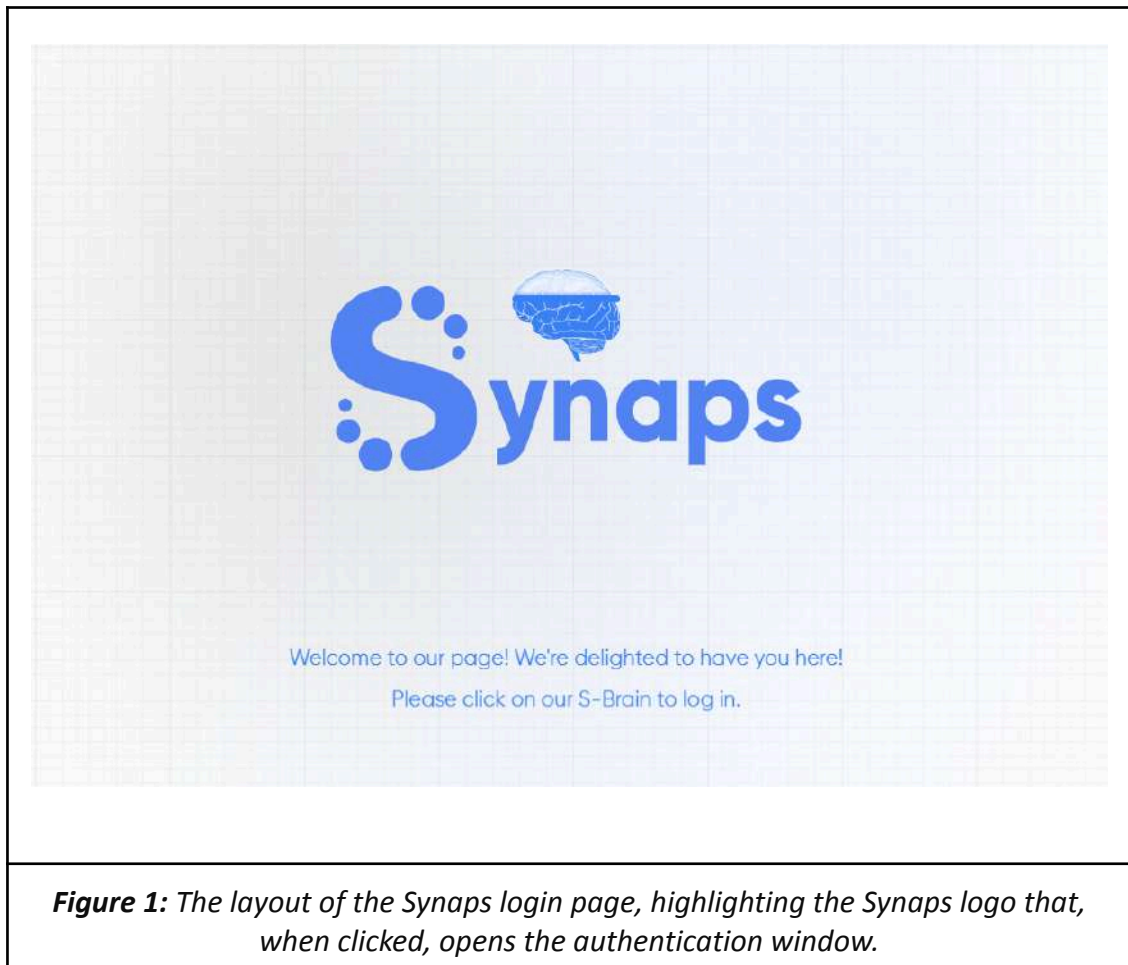 Synaps
Welcome to our page! We're delighted to have you here!
Please click on our S-Brain to log in.
Figure 1: The layout of the Synaps login page, highlighting the Synaps logo that,
when clicked, opens the authentication window.